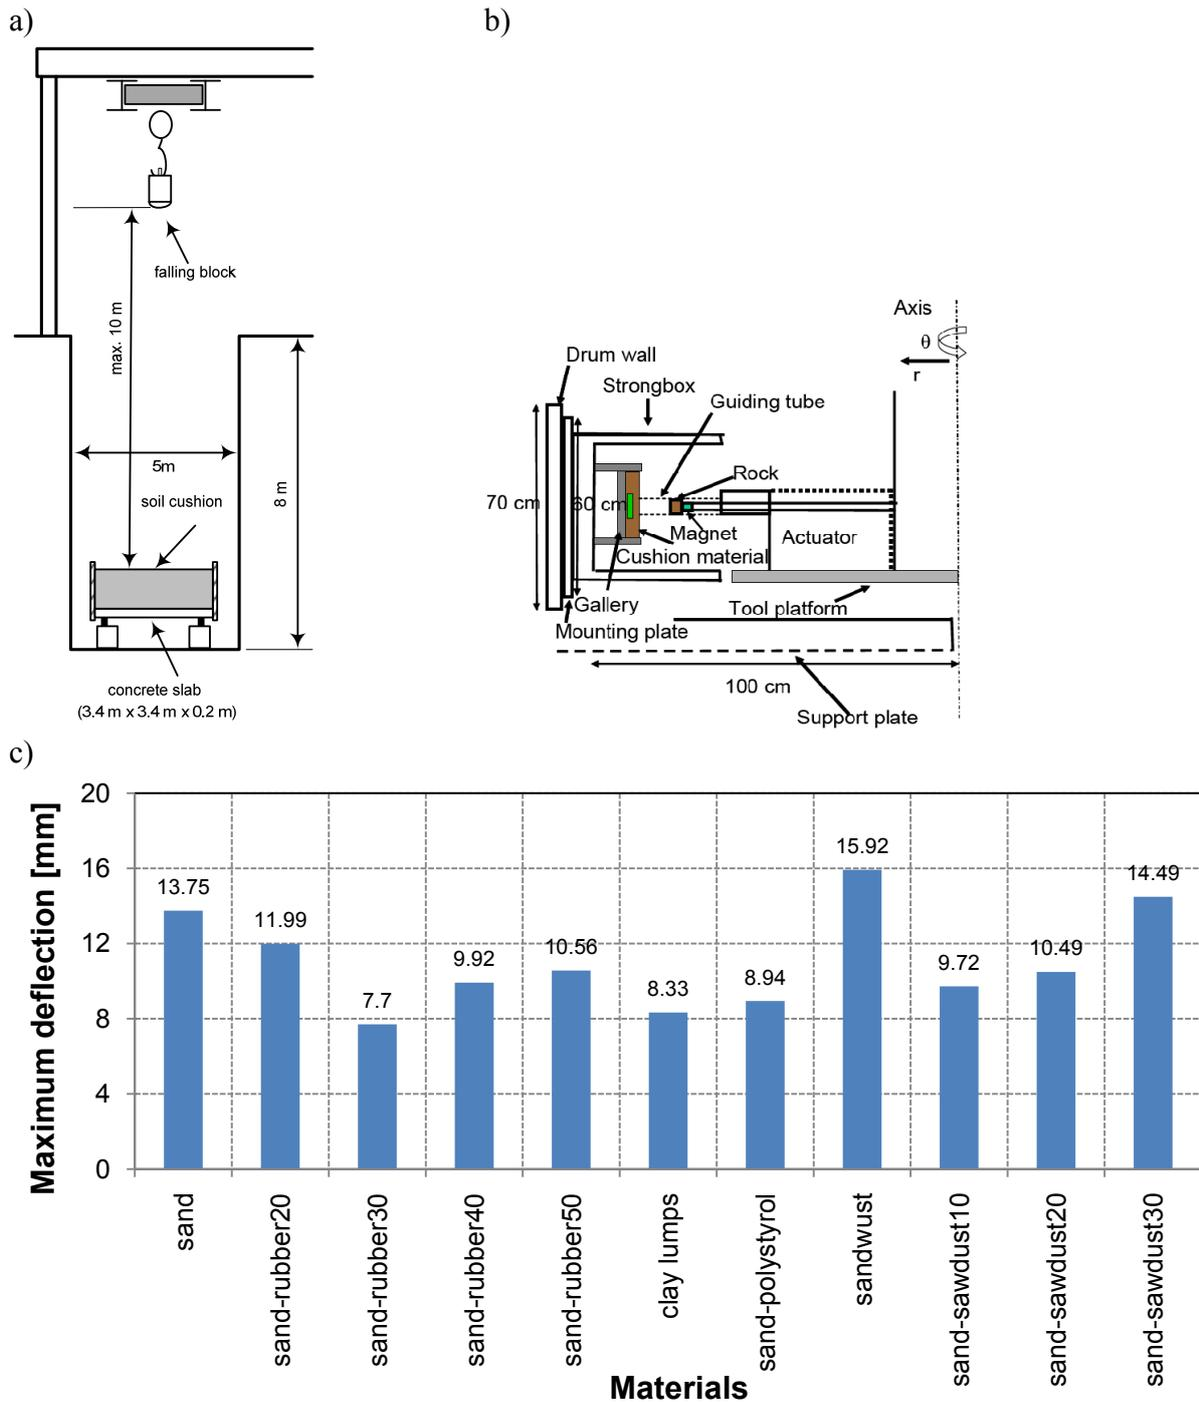 a)
b)
falling block
max. 10 m
5m
8 m
soil cushion
concrete slab
(3.4 m x 3.4 m x 0.2 m)
Axis
θ
r
Drum wall
Strongbox
Guiding tube
Rock
70 cm
60 cm
Magnet
Actuator
Cushion material
Gallery
Tool platform
Mounting plate
100 cm
Support plate
c)
Maximum deflection [mm]
20
16
12
8
4
0
13.75
11.99
7.7
9.92
10.56
8.33
8.94
15.92
9.72
10.49
14.49
sand
sand-rubber20
sand-rubber30
sand-rubber40
sand-rubber50
clay lumps
sand-polystyrol
sandwust
sand-sawdust10
sand-sawdust20
sand-sawdust30
Materials